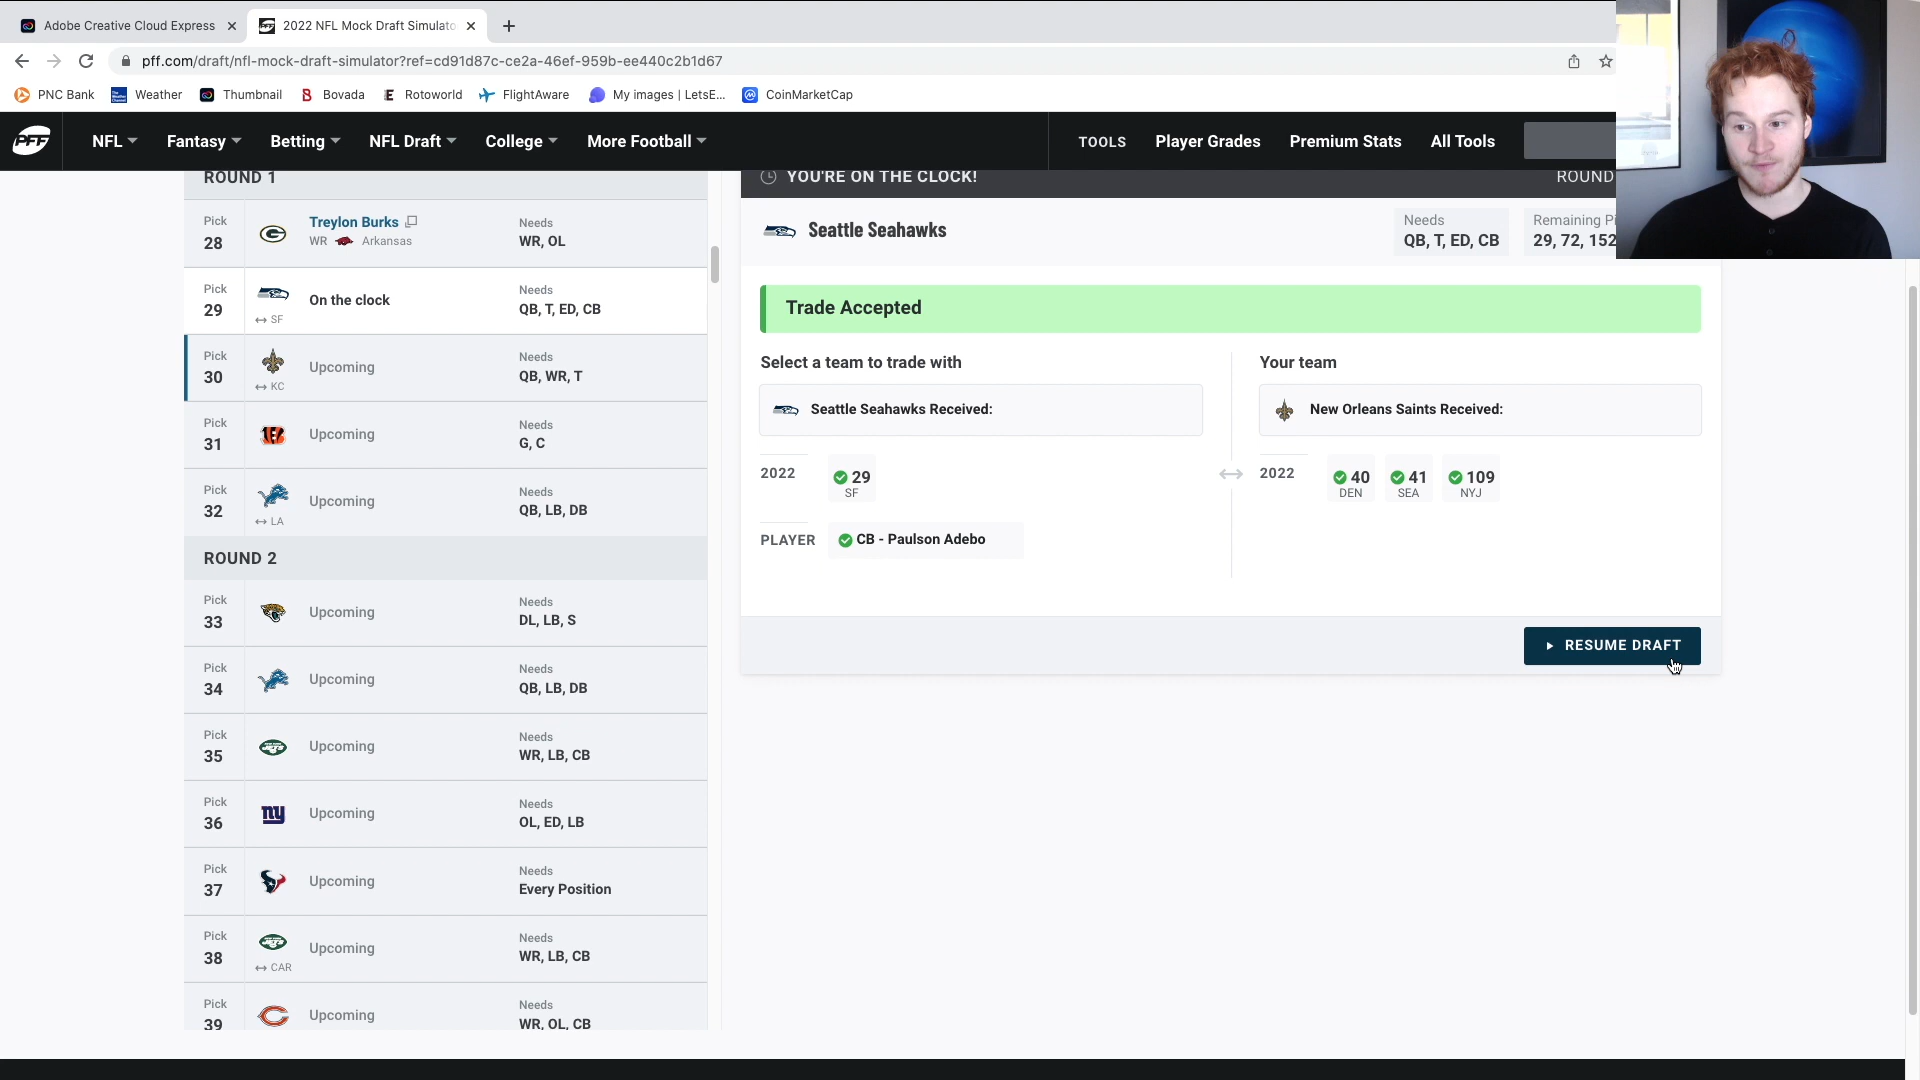 Adobe Creative Cloud Express
2022 NFL Mock Draft Simulato
pff.com/draft/nfl-mock-draft-simulator?ref=cd91d87c-ce2a-46ef-959b-ee440c2b1d67
PNC Bank
Weather
Thumbnail
Bovada
Rotoworld
FlightAware
My images | LetsE...
CoinMarketCap
PFF
NFL
Fantasy
Betting
NFL Draft
College
More Football
TOOLS
Player Grades
Premium Stats
All Tools
ROUND 1
Pick
28
Treylon Burks
WR Arkansas
Needs
WR, OL
Pick
29
SF
On the clock
Needs
QB, T, ED, CB
Pick
30
KC
Upcoming
Needs
QB, WR, T
Pick
31
Upcoming
Needs
G, C
Pick
32
LA
Upcoming
Needs
QB, LB, DB
ROUND 2
Pick
33
Upcoming
Needs
DL, LB, S
Pick
34
Upcoming
Needs
QB, LB, DB
Pick
35
Upcoming
Needs
WR, LB, CB
Pick
36
ny
Upcoming
Needs
OL, ED, LB
Pick
37
Upcoming
Needs
Every Position
Pick
38
CAR
Upcoming
Needs
WR, LB, CB
Pick
39
Upcoming
Needs
WR, OL, CB
YOU'RE ON THE CLOCK!
ROUND
Seattle Seahawks
Needs
QB, T, ED, CB
Remaining Pi
29, 72, 152
Trade Accepted
Select a team to trade with
Seattle Seahawks Received:
2022
29
SF
PLAYER
CB - Paulson Adebo
Your team
New Orleans Saints Received:
2022
40
DEN
41
SEA
109
NYJ
RESUME DRAFT